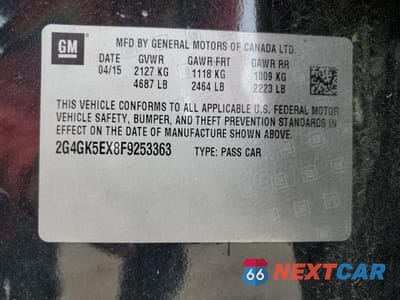 GM
MFD BY GENERAL MOTORS OF CANADA LTD.
DATE GVWR GAWR FRT GAWR RR
04/15 2127 KG 1118 KG 1009 KG
4687 LB 2464 LB 2223 LB
THIS VEHICLE CONFORMS TO ALL APPLICABLE U.S. FEDERAL MOTOR
VEHICLE SAFETY, BUMPER, AND THEFT PREVENTION STANDARDS
IN EFFECT ON THE DATE OF MANUFACTURE SHOWN ABOVE.
2G4GK5EX8F9253363 TYPE: PASS CAR
66 NEXTCAR